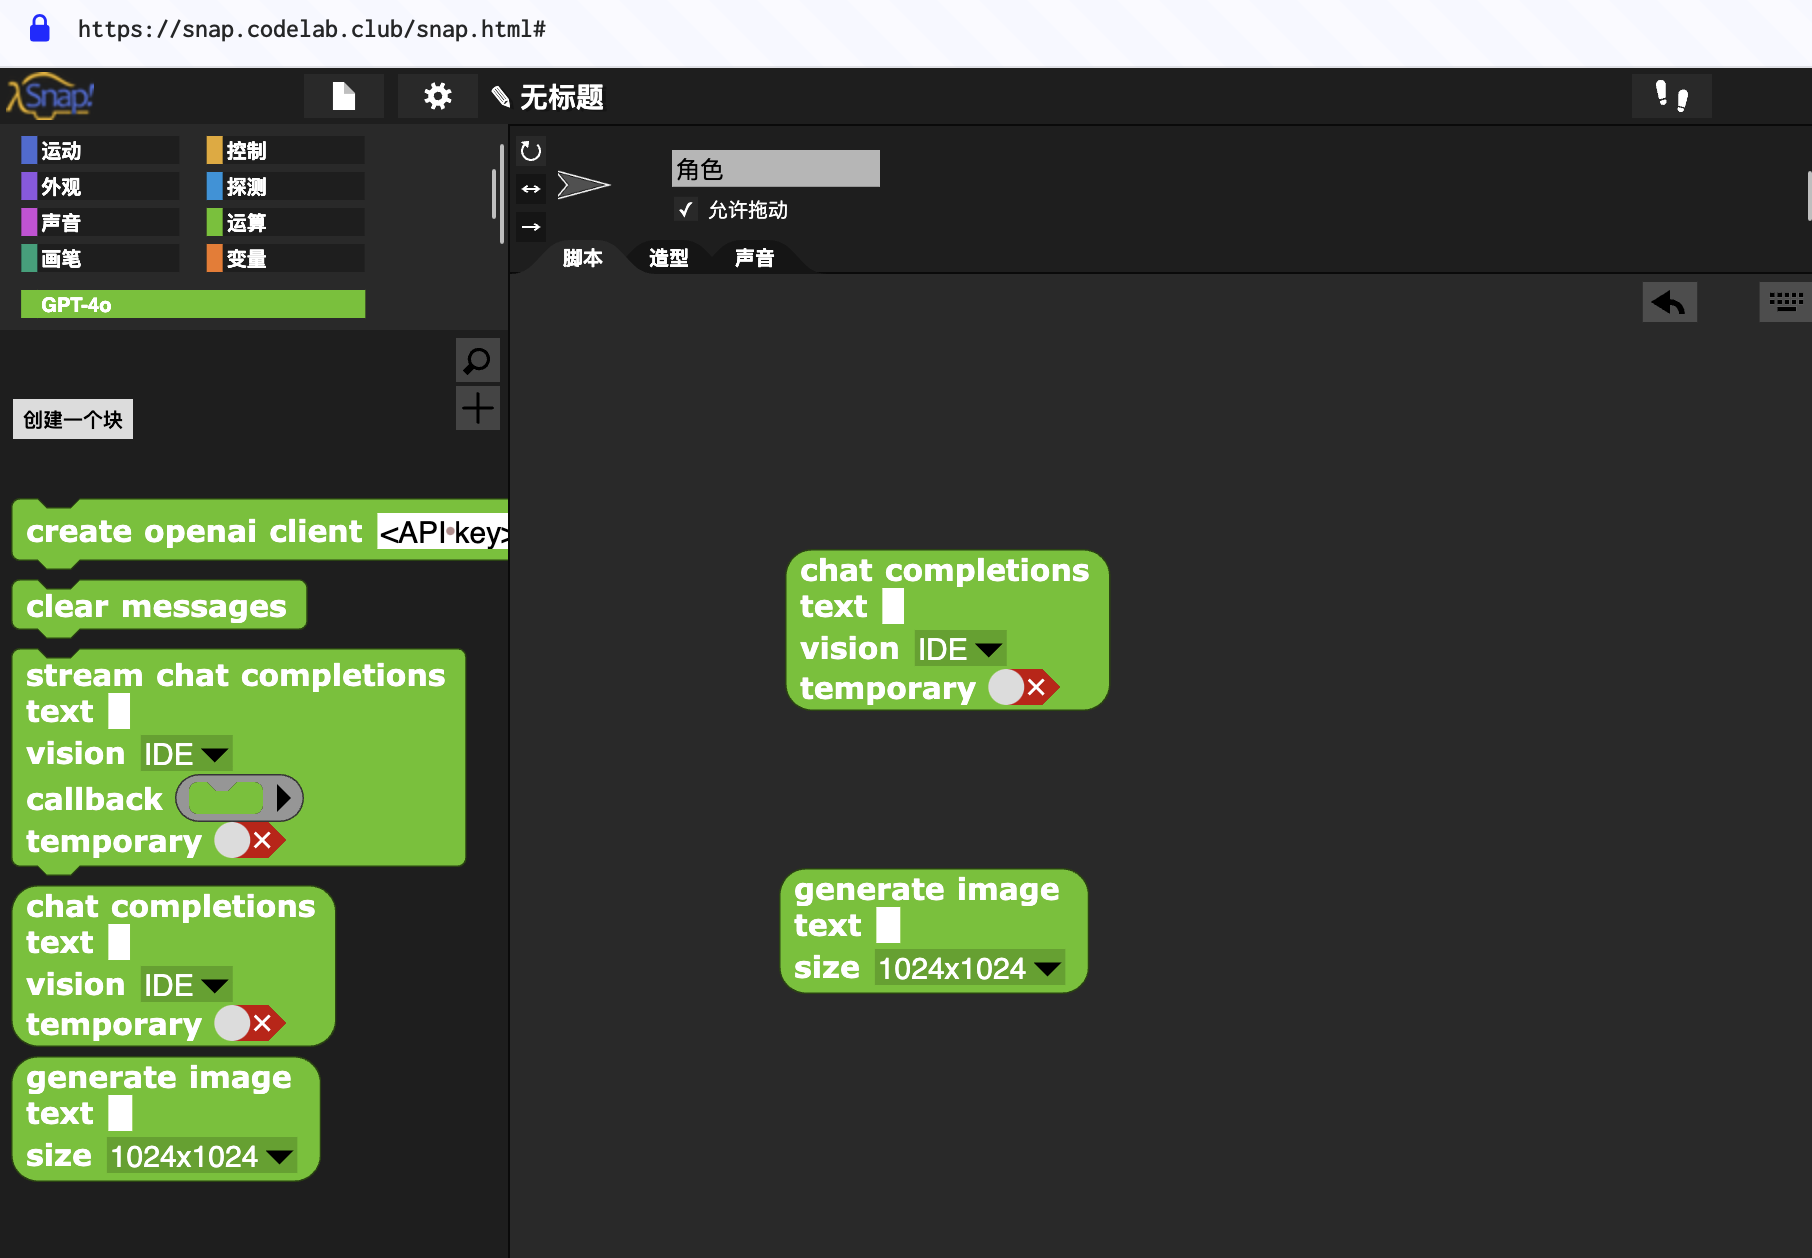 https://snap.codelab.club/snap.html#
λSnap!
无标题
运动
控制
外观
探测
声音
运算
画笔
变量
GPT-4o
角色
允许拖动
脚本
造型
声音
创建一个块
create openai client <API key>
clear messages
stream chat completions
text
vision IDE
callback
temporary
chat completions
text
vision IDE
temporary
generate image
text
size 1024x1024
chat completions
text
vision IDE
temporary
generate image
text
size 1024x1024